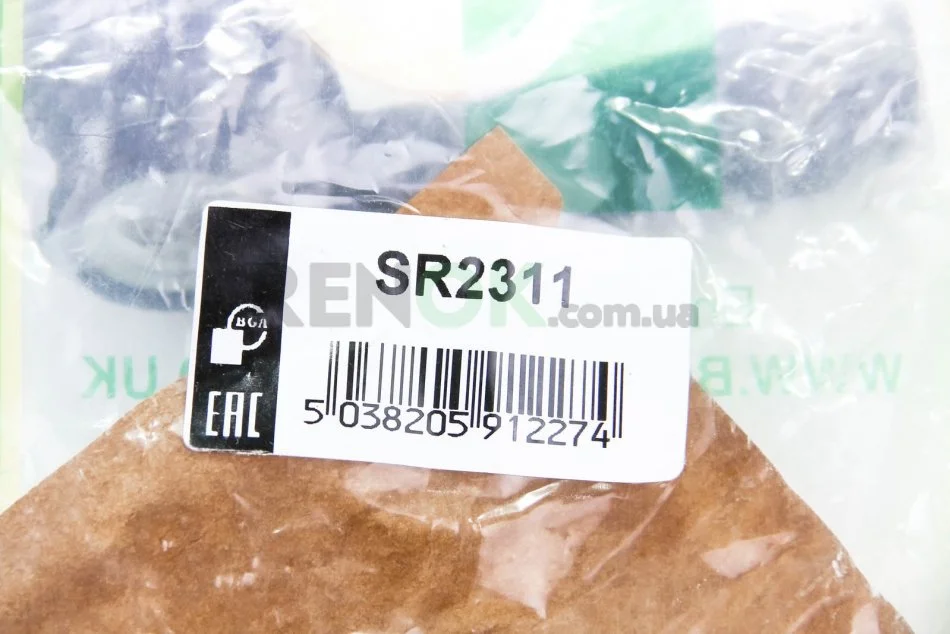 SR2311
RENOK.com.ua
BGA
EAC
5 038205 912274
WWW.B
UK